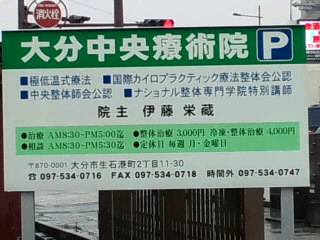 消火栓
大分中央療術院 P
■極低温式療法 ■国際カイロプラクティック療法整体会公認
■中央整体師会公認 ■ナショナル整体専門学院特別講師
院主 伊藤栄蔵
●治療 AM8:30-PM5:00迄 ●整体治療 3,000円 冷凍・整体治療 4,000円
●相談 AM8:30-PM5:30迄 ●定休日 毎週 月・金曜日
〒870-0001 大分市生石港町2丁目11-30
☎ 097-534-0716 FAX 097-534-0718 時間外 097-534-0747